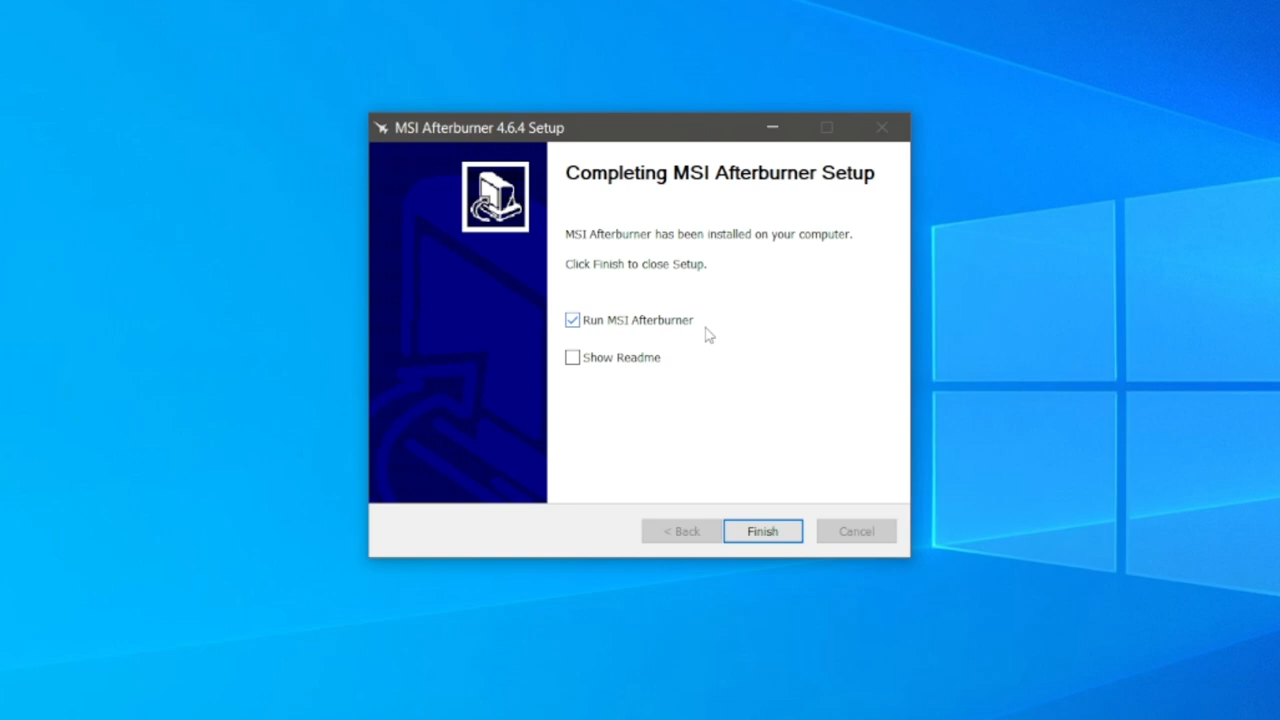 MSI Afterburner 4.6.4 Setup
Completing MSI Afterburner Setup
MSI Afterburner has been installed on your computer.
Click Finish to close Setup.
Run MSI Afterburner
Show Readme
< Back
Finish
Cancel